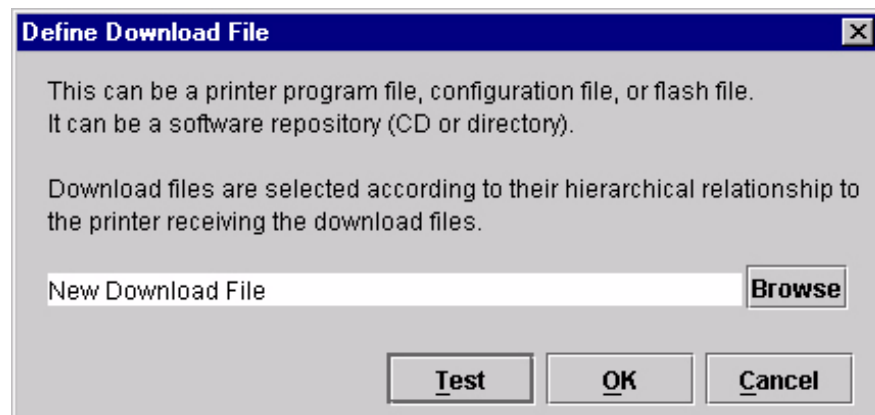 Define Download File
This can be a printer program file, configuration file, or flash file.
It can be a software repository (CD or directory).
Download files are selected according to their hierarchical relationship to
the printer receiving the download files.
New Download File
Browse
Test
OK
Cancel